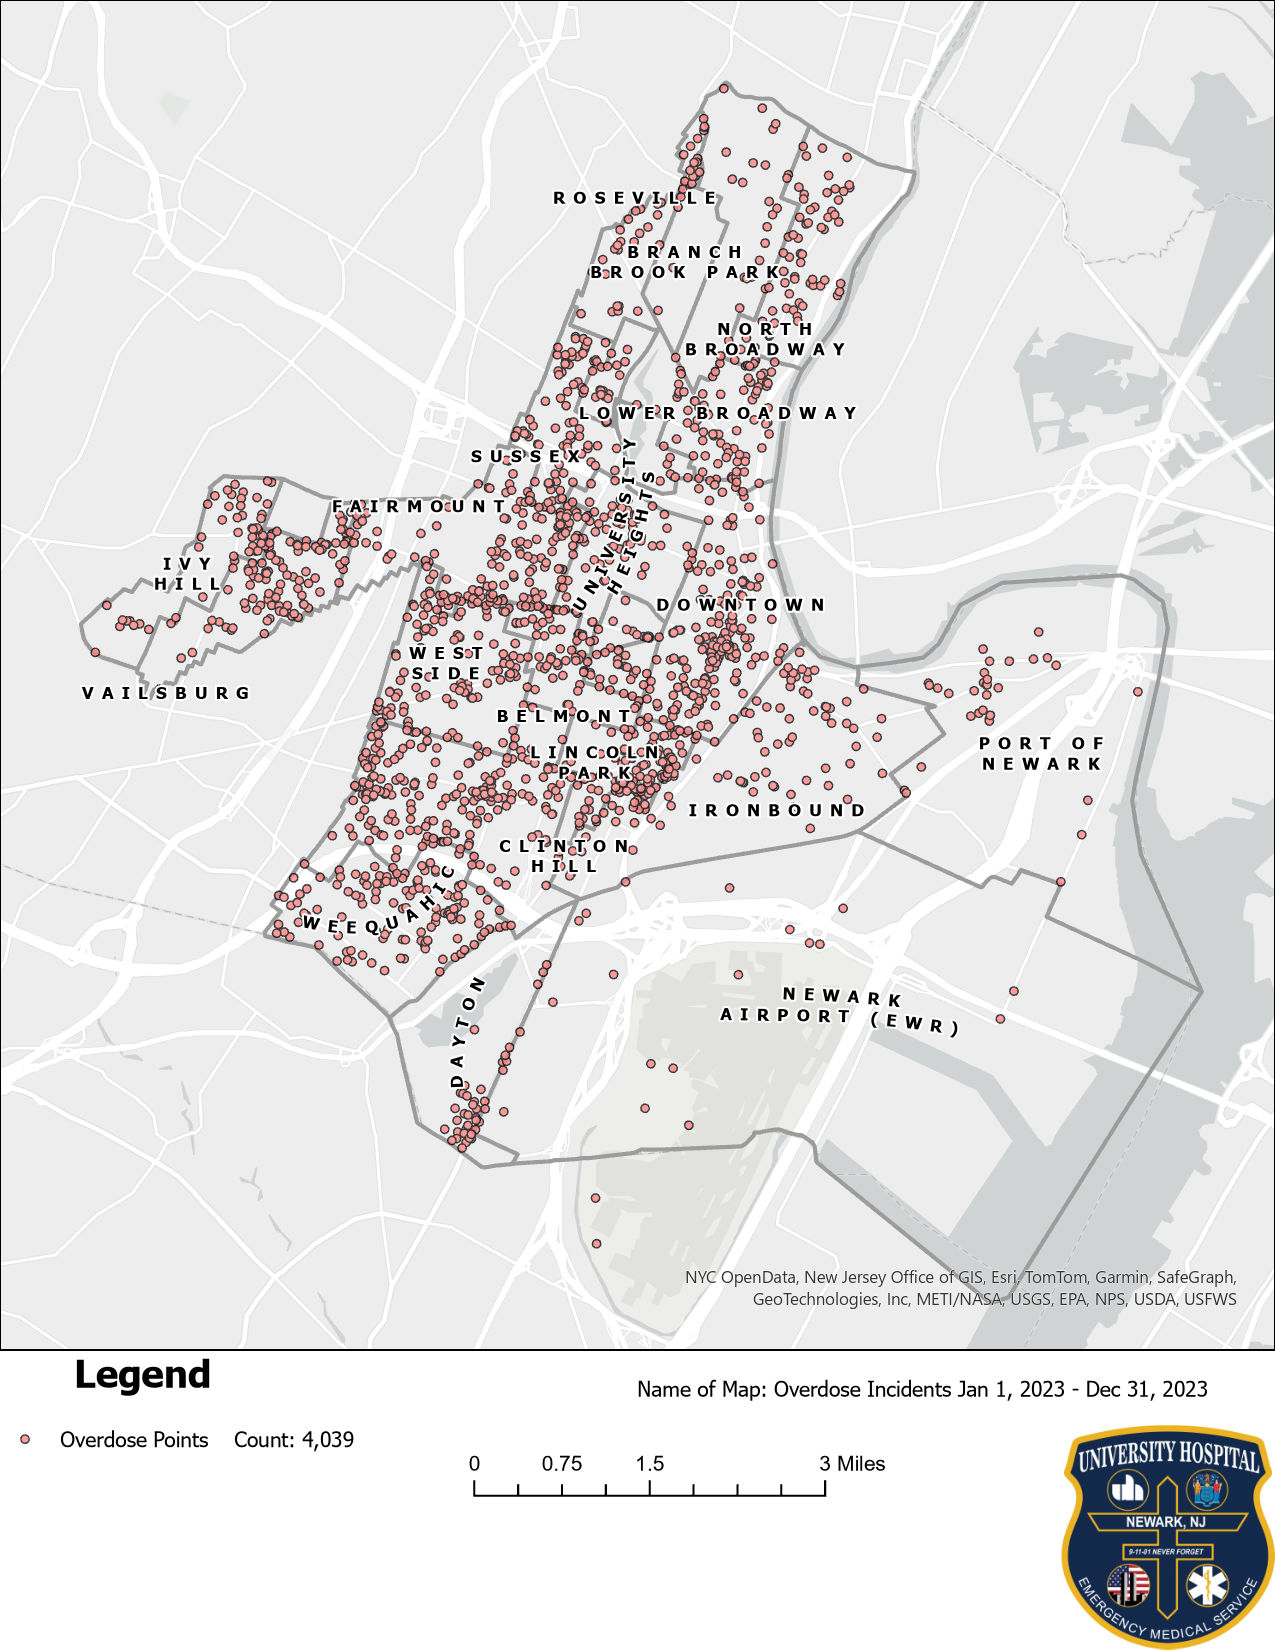 ROSEVILLE
BRANCH
BROOK PARK
NORTH
BROADWAY
LOWER BROADWAY
SUSSEX
UNIVERSITY
HEIGHTS
FAIRMOUNT
IVY
HILL
DOWNTOWN
WEST
SIDE
VAILSBURG
BELMONT
LINCOLN
PARK
PORT OF
NEWARK
IRONBOUND
CLINTON
HILL
WEEQUAHIC
DAYTON
NEWARK
AIRPORT (EWR)
NYC OpenData, New Jersey Office of GIS, Esri, TomTom, Garmin, SafeGraph,
GeoTechnologies, Inc, METI/NASA, USGS, EPA, NPS, USDA, USFWS
Legend
Name of Map: Overdose Incidents Jan 1, 2023 - Dec 31, 2023
Overdose Points Count: 4,039
0 0.75 1.5 3 Miles
UNIVERSITY HOSPITAL
NEWARK, NJ
9-11-01 NEVER FORGET
EMERGENCY MEDICAL SERVICE